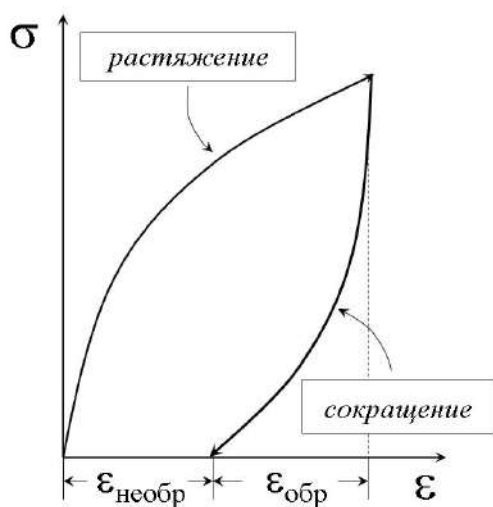 σ
растяжение
сокращение
εнеобр
εобр
ε